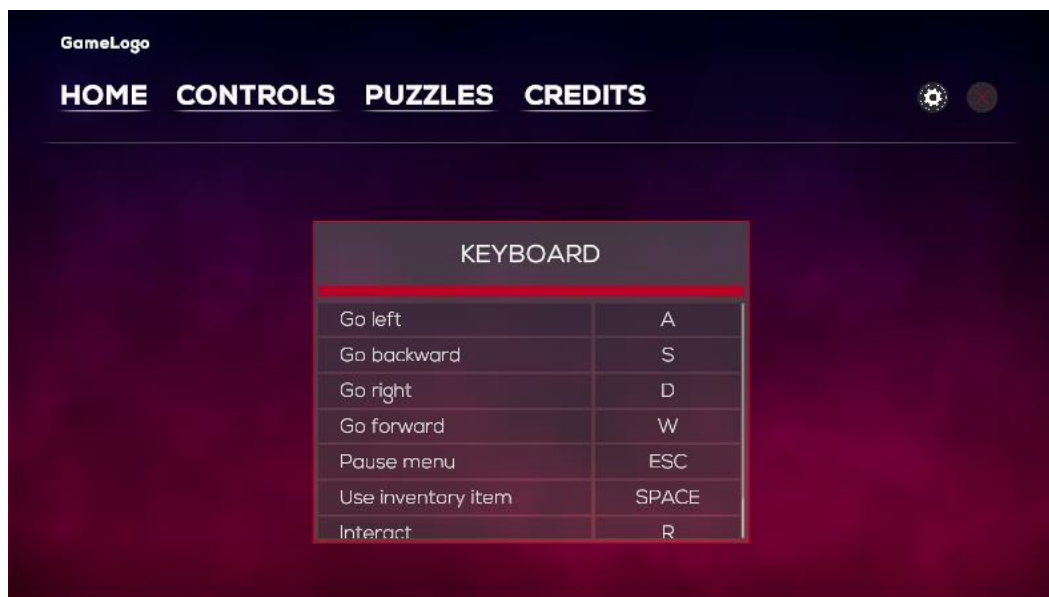 GameLogo
HOME CONTROLS PUZZLES CREDITS
KEYBOARD
Go left A
Go backward S
Go right D
Go forward W
Pause menu ESC
Use inventory item SPACE
Interact R